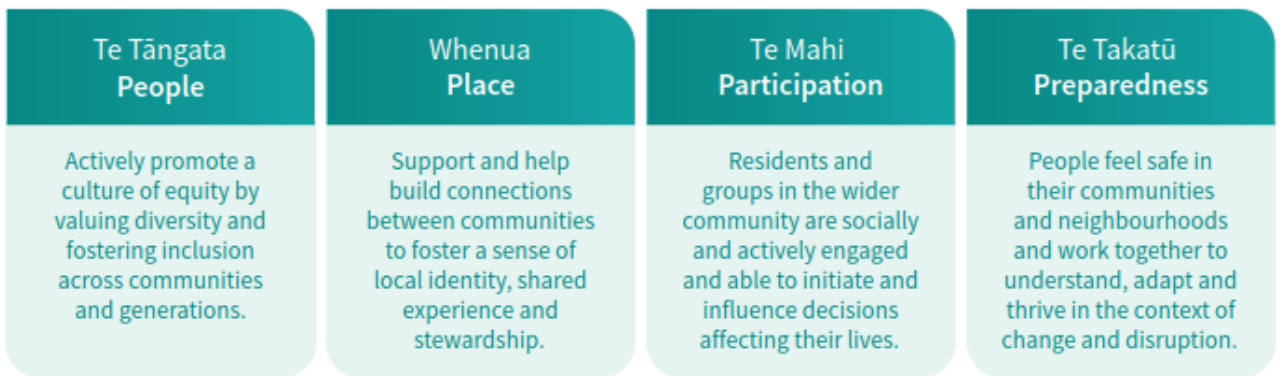 Te Tāngata
People
Actively promote a
culture of equity by
valuing diversity and
fostering inclusion
across communities
and generations.
Whenua
Place
Support and help
build connections
between communities
to foster a sense of
local identity, shared
experience and
stewardship.
Te Mahi
Participation
Residents and
groups in the wider
community are socially
and actively engaged
and able to initiate and
influence decisions
affecting their lives.
Te Takatū
Preparedness
People feel safe in
their communities
and neighbourhoods
and work together to
understand, adapt and
thrive in the context of
change and disruption.